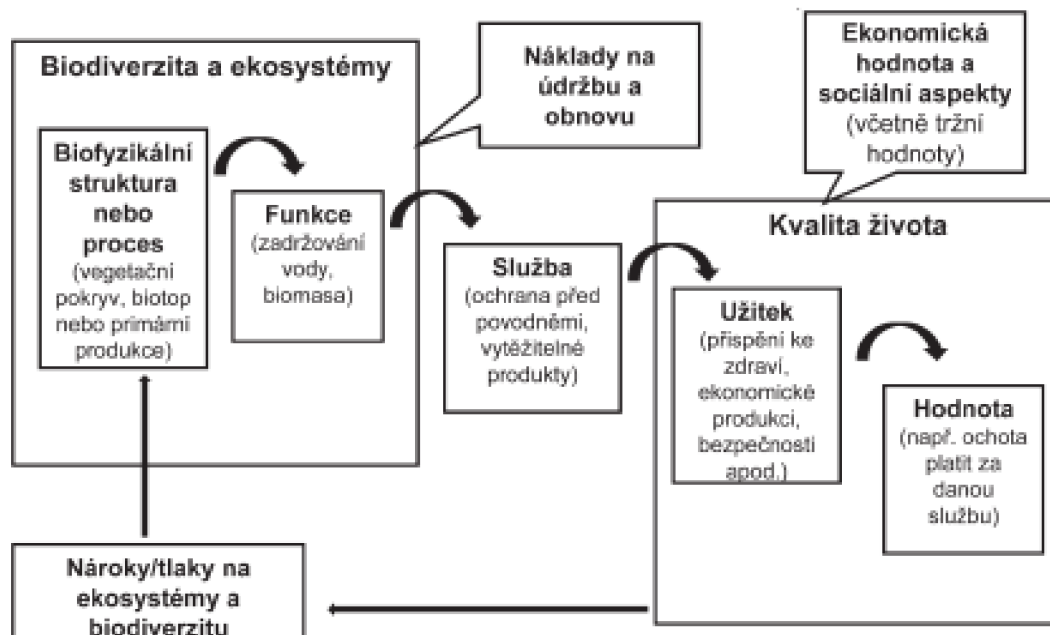 Biodiverzita a ekosystémy
Biofyzikální
struktura
nebo
proces
(vegetační
pokryv, biotop
nebo primární
produkce)
Funkce
(zadržování
vody,
biomasa)
Náklady na
údržbu a
obnovu
Služba
(ochrana před
povodněmi,
vytěžitelné
produkty)
Ekonomická
hodnota a
sociální aspekty
(včetně tržní
hodnoty)
Kvalita života
Užitek
(přispění ke
zdraví,
ekonomické
produkci,
bezpečnosti
apod.)
Hodnota
(např. ochota
platit za
danou
službu)
Nároky/tlaky na
ekosystémy a
biodiverzitu